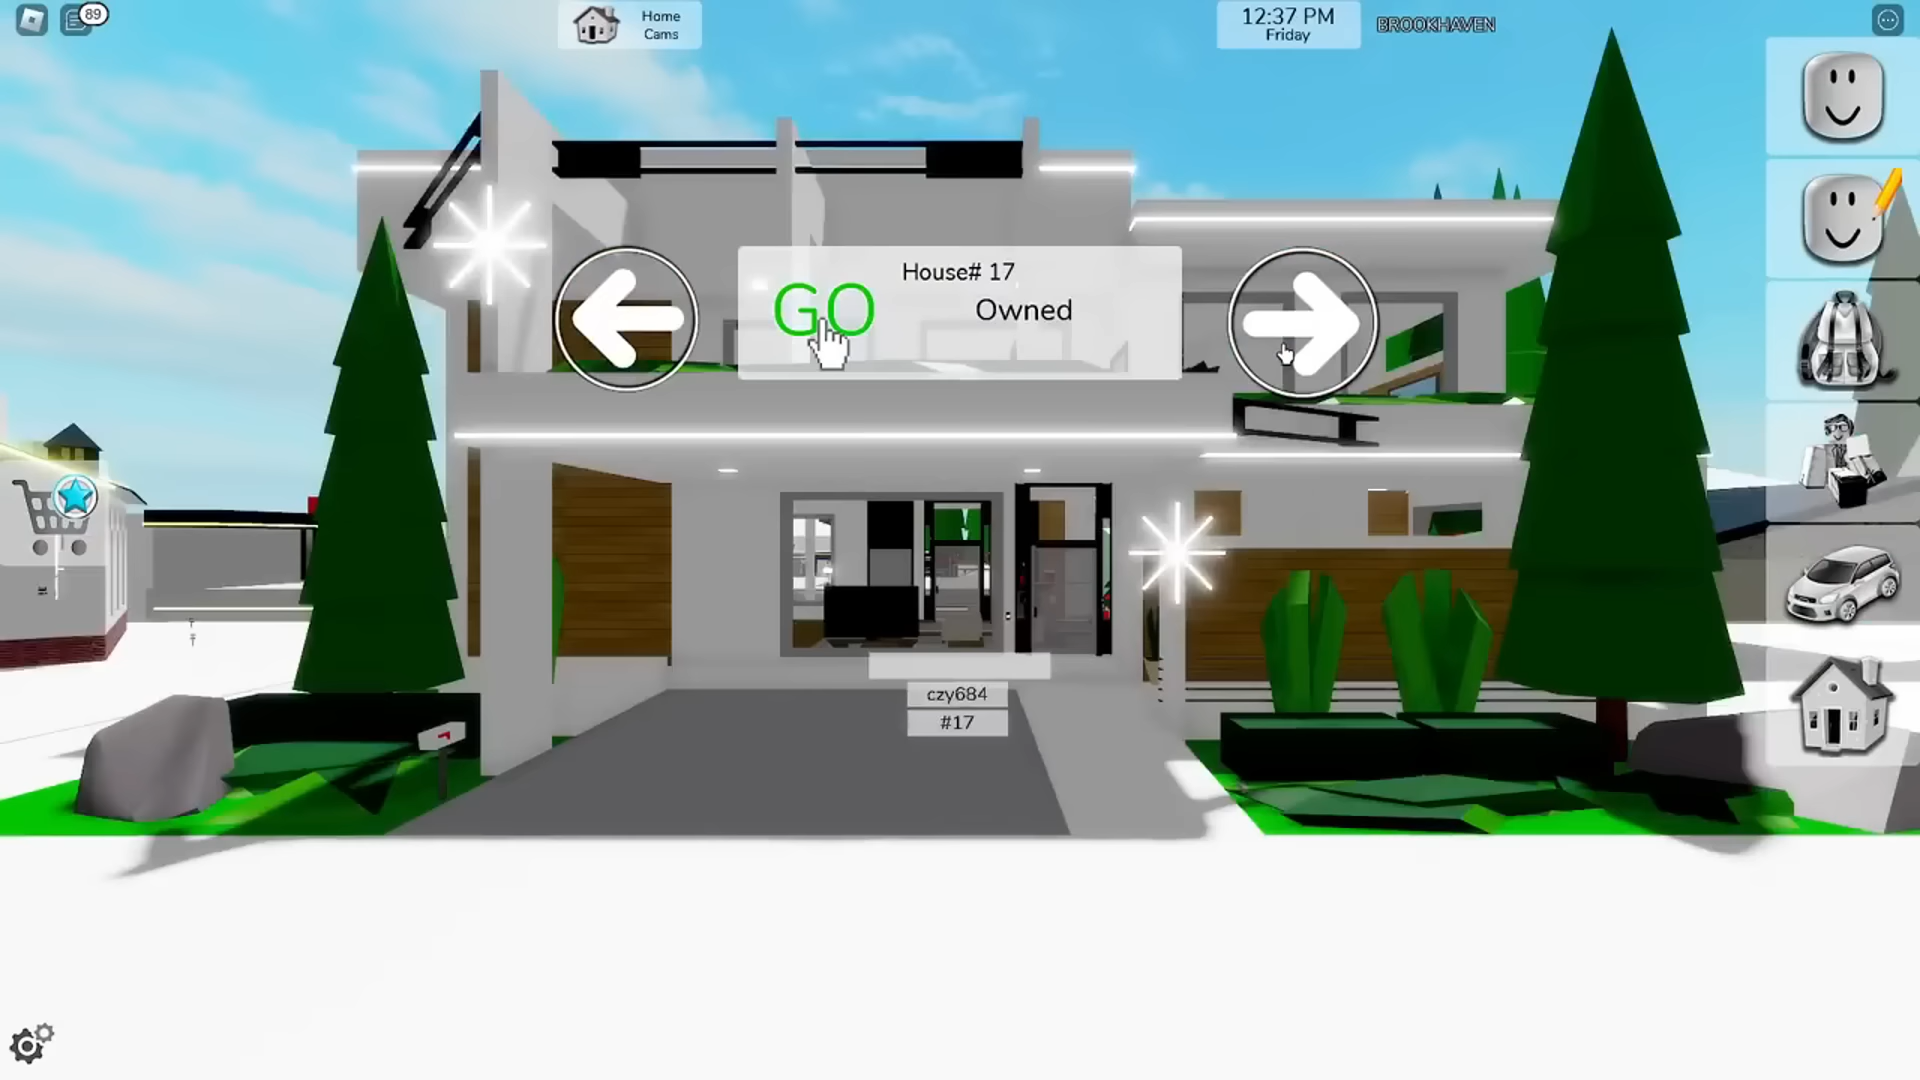 89
Home
Cams
12:37 PM
Friday
BROOKHAVEN
House# 17
GO
Owned
czy684
#17